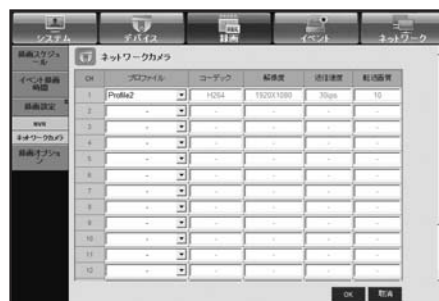 システム
デバイス
録画
イベント
ネットワーク
録画スケジュール
イベント録画時間
録画設定
NVR
ネットワークカメラ
録画オプション
ネットワークカメラ
CH プロファイル コーデック 解像度 送信速度 転送画質
1 Profile2 H264 1920X1080 30ips 10
2 - - - - -
3 - - - - -
4 - - - - -
5 - - - - -
6 - - - - -
7 - - - - -
8 - - - - -
9 - - - - -
10 - - - - -
11 - - - - -
12 - - - - -
OK 取消